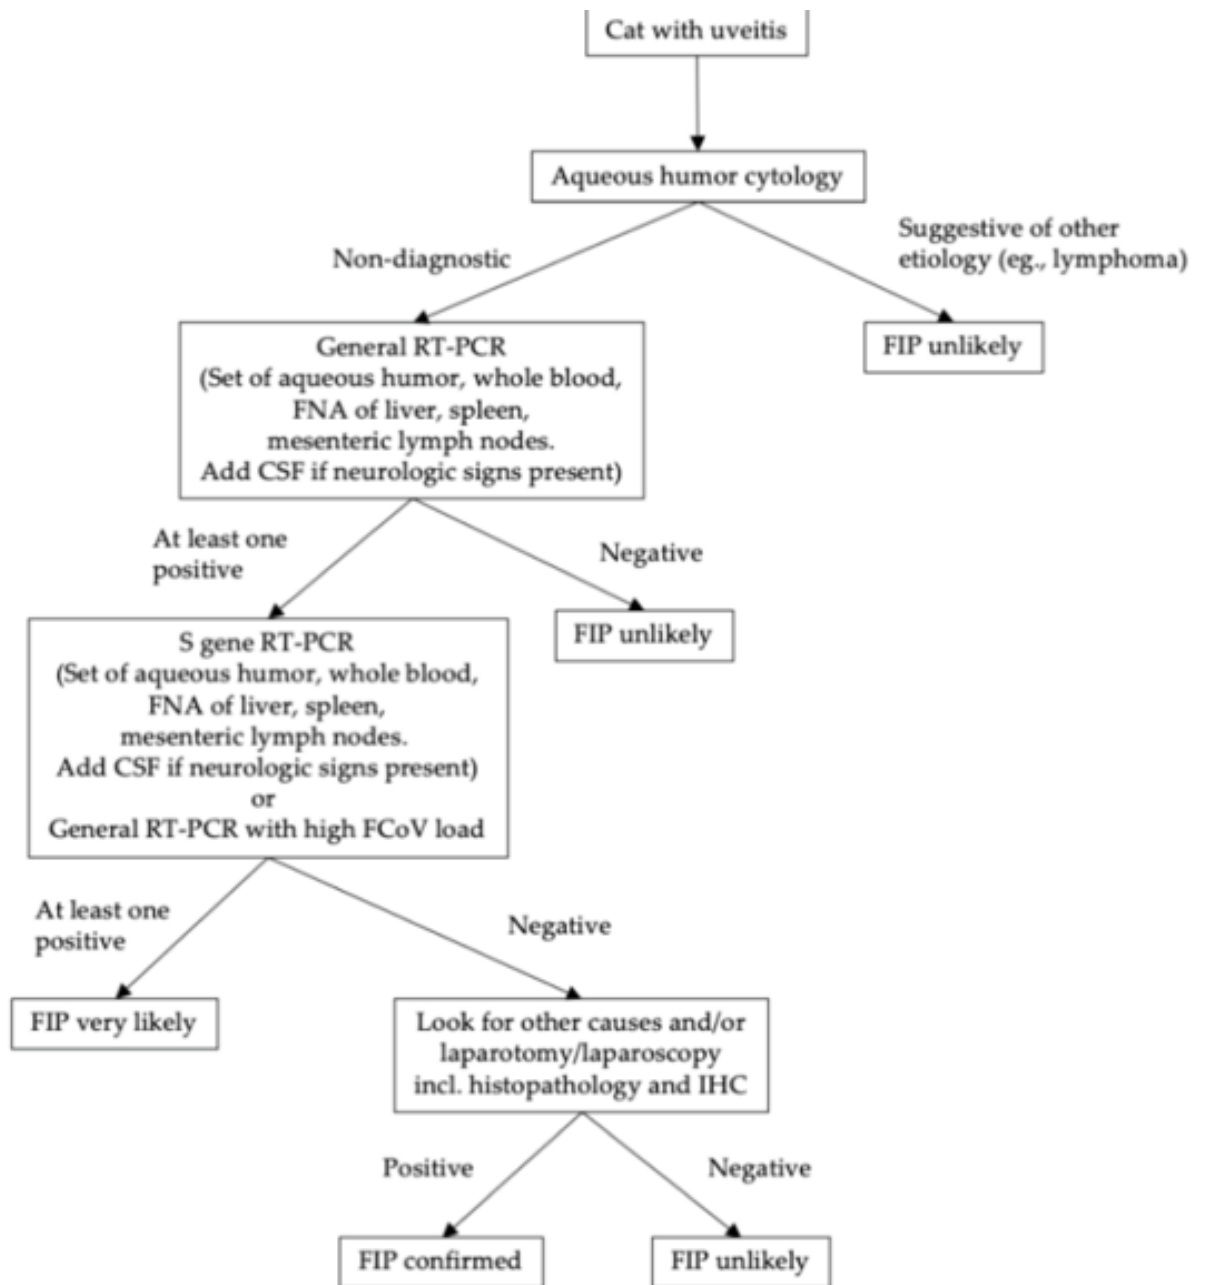 Cat with uveitis
Aqueous humor cytology
Non-diagnostic
Suggestive of other
etiology (eg., lymphoma)
General RT-PCR
(Set of aqueous humor, whole blood,
FNA of liver, spleen,
mesenteric lymph nodes.
Add CSF if neurologic signs present)
FIP unlikely
At least one
positive
Negative
S gene RT-PCR
(Set of aqueous humor, whole blood,
FNA of liver, spleen,
mesenteric lymph nodes.
Add CSF if neurologic signs present)
or
General RT-PCR with high FCoV load
FIP unlikely
At least one
positive
Negative
FIP very likely
Look for other causes and/or
laparotomy/laparoscopy
incl. histopathology and IHC
Positive
Negative
FIP confirmed
FIP unlikely